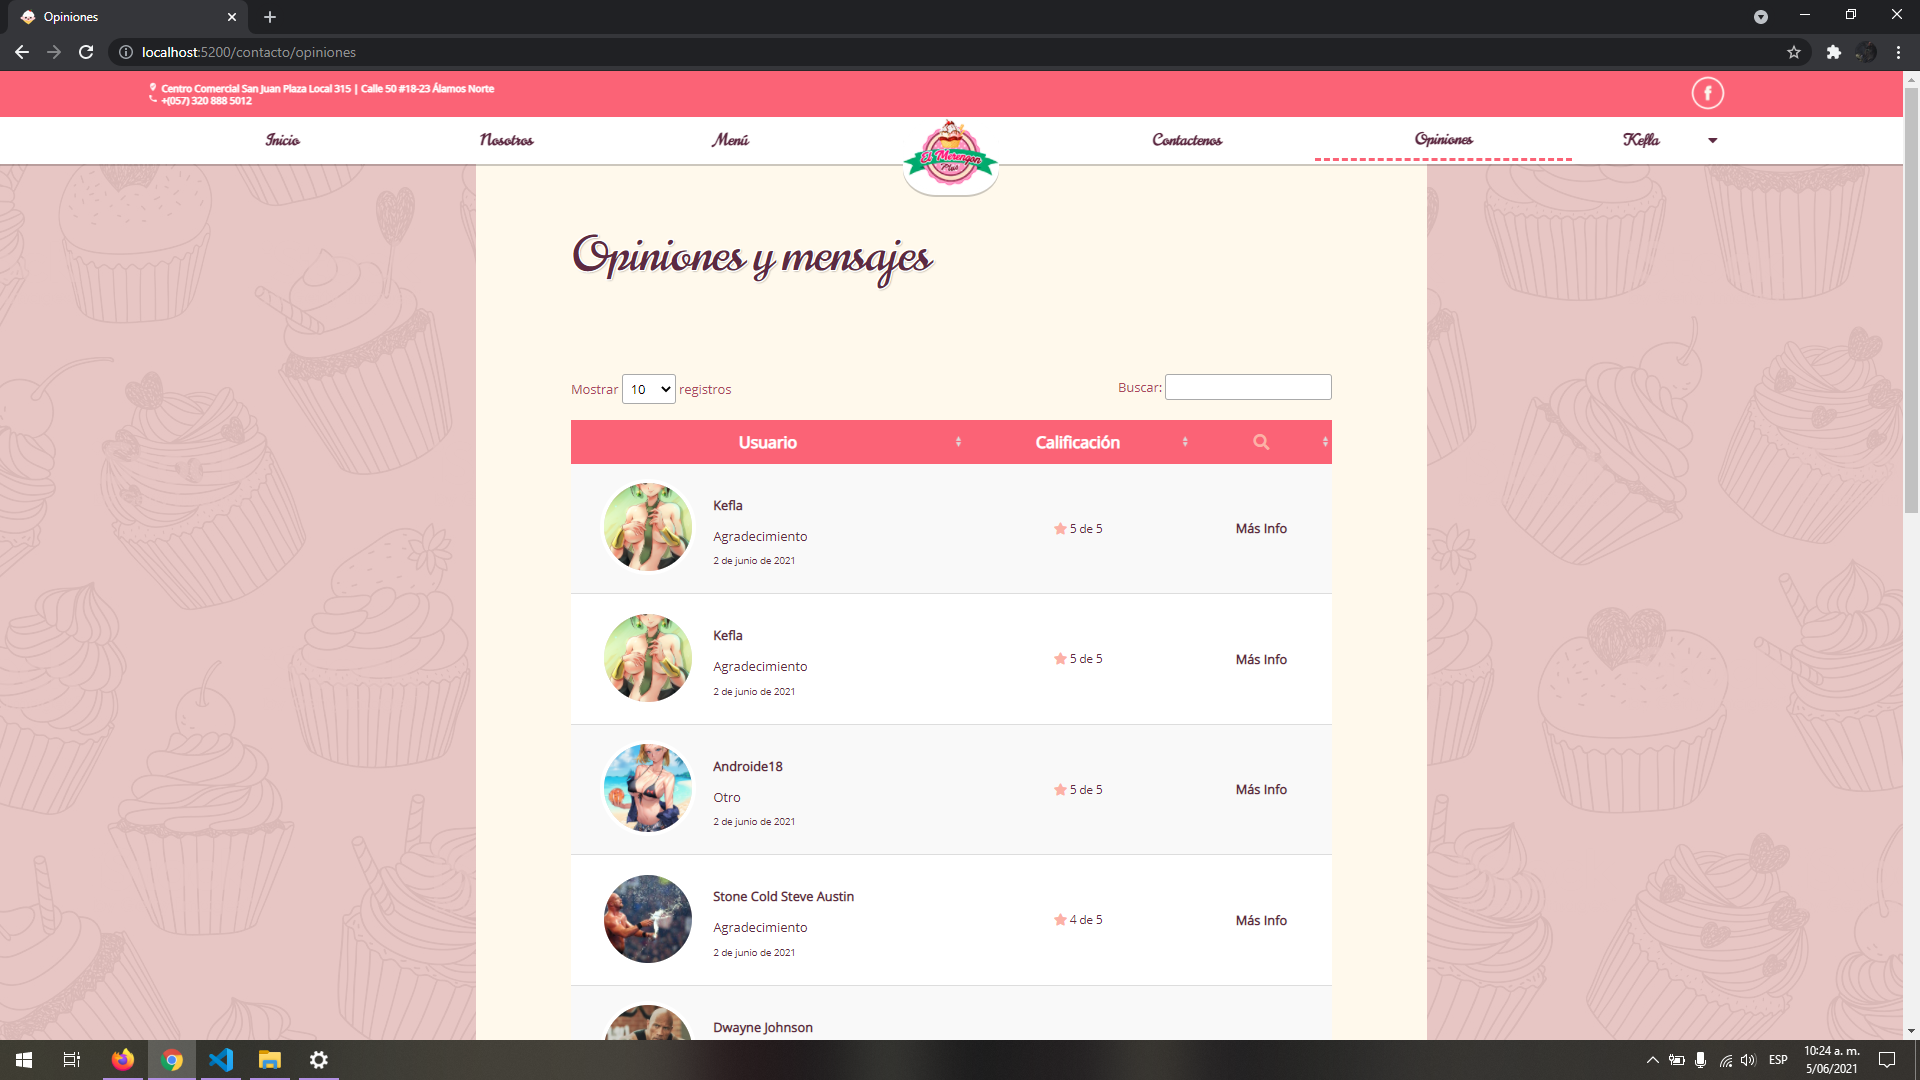 Opiniones
localhost:5200/contacto/opiniones
Centro Comercial San Juan Plaza Local 315 | Calle 50 #18-23 Álamos Norte
+(057) 320 888 5012
Inicio
Nosotros
Menú
El Merengon
Plus
Contactenos
Opiniones
Kefla
Opiniones y mensajes
Mostrar 10 registros
Buscar:
Usuario
Calificación
Kefla
Agradecimiento
2 de junio de 2021
5 de 5
Más Info
Kefla
Agradecimiento
2 de junio de 2021
5 de 5
Más Info
Androide18
Otro
2 de junio de 2021
5 de 5
Más Info
Stone Cold Steve Austin
Agradecimiento
2 de junio de 2021
4 de 5
Más Info
Dwayne Johnson
ESP
10:24 a. m.
5/06/2021